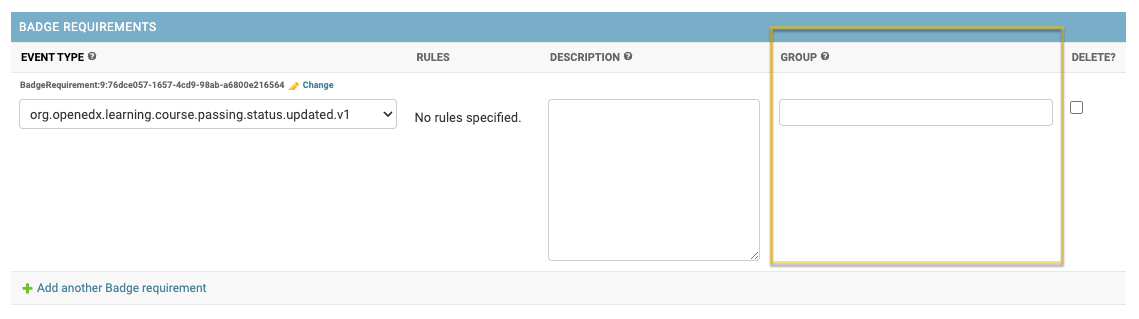 BADGE REQUIREMENTS
EVENT TYPE RULES DESCRIPTION GROUP DELETE?
BadgeRequirement:9:76dce057-1657-4cd9-98ab-a6800e216564 Change
org.openedx.learning.course.passing.status.updated.v1 No rules specified.
Add another Badge requirement